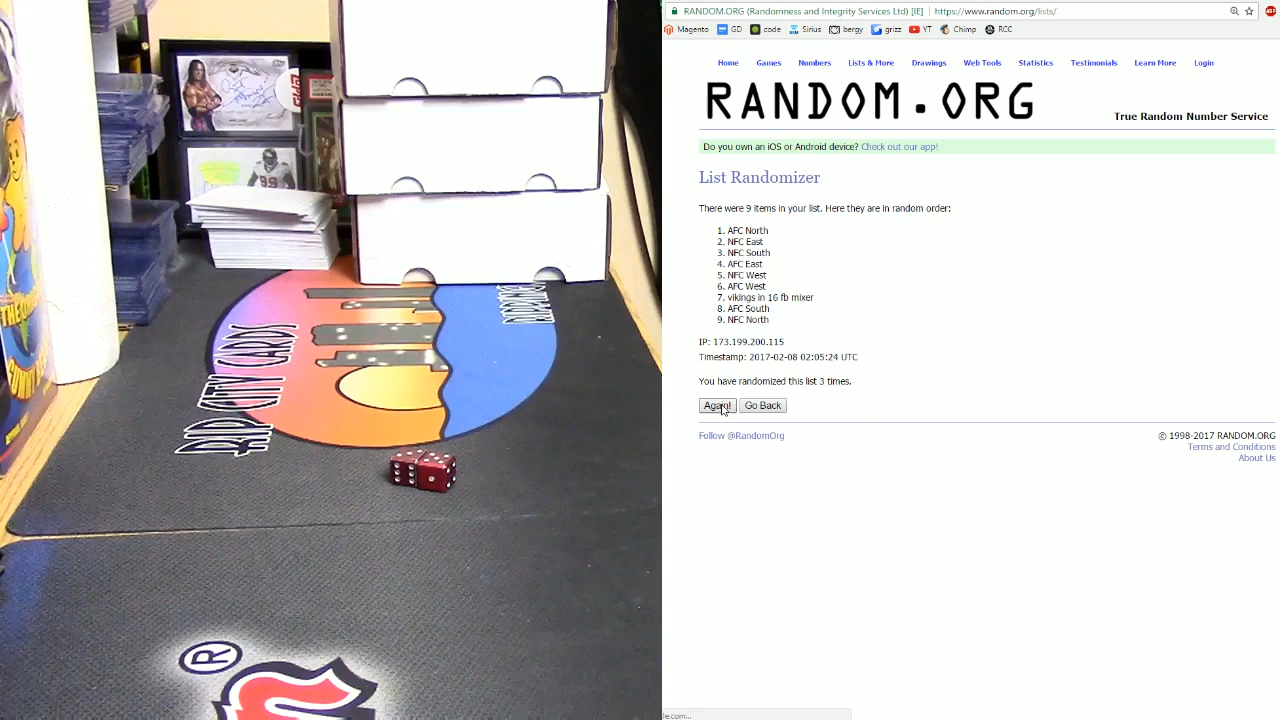 RANDOM.ORG (Randomness and Integrity Services Ltd) [IE]
https://www.random.org/lists/
Magento
GD
code
Sirius
bergy
grizz
YT
Chimp
RCC
Home
Games
Numbers
Lists & More
Drawings
Web Tools
Statistics
Testimonials
Learn More
Login
RANDOM.ORG
True Random Number Service
Do you own an iOS or Android device? Check out our app!
List Randomizer
There were 9 items in your list. Here they are in random order:
1. AFC North
2. NFC East
3. NFC South
4. AFC East
5. NFC West
6. AFC West
7. vikings in 16 fb mixer
8. AFC South
9. NFC North
IP: 173.199.200.115
Timestamp: 2017-02-08 02:05:24 UTC
You have randomized this list 3 times.
Again!
Go Back
Follow @RandomOrg
© 1998-2017 RANDOM.ORG
Terms and Conditions
About Us
RIP CITY CARDS
®
99
le.com...